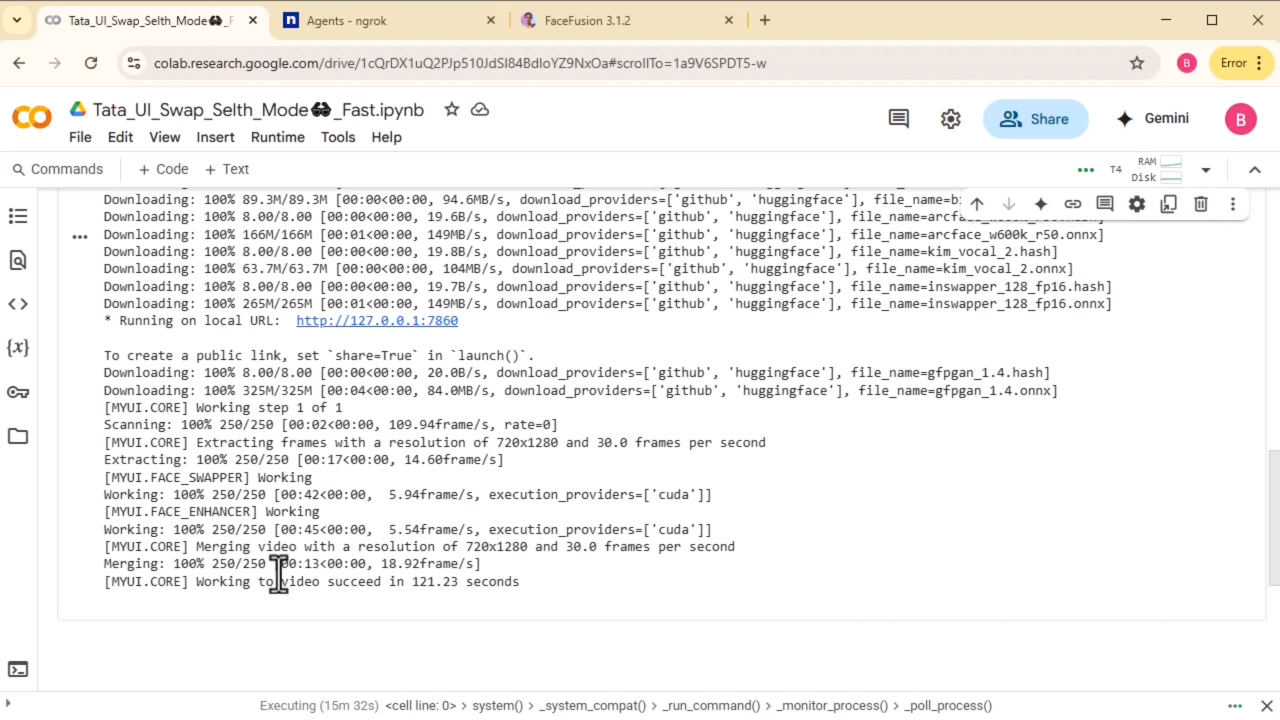 Tata_UI_Swap_Selth_Mode🕶_F
Agents - ngrok
FaceFusion 3.1.2
colab.research.google.com/drive/1cQrDX1uQ2PJp510JdSl84BdIoYZ9NxOa#scrollTo=1a9V6SPDT5-w
B
Error
Tata_UI_Swap_Selth_Mode🕶_Fast.ipynb
File Edit View Insert Runtime Tools Help
Share
Gemini
B
Commands + Code + Text
T4 RAM Disk
Downloading: 100% 89.3M/89.3M [00:00<00:00, 94.6MB/s, download_providers=['github', 'huggingface'],
Downloading: 100% 8.00/8.00 [00:00<00:00, 19.6B/s, download_providers=['github', 'huggingface'],
Downloading: 100% 166M/166M [00:01<00:00, 149MB/s, download_providers=['github', 'huggingface'], file_name=arcface_w600k_r50.onnx]
Downloading: 100% 8.00/8.00 [00:00<00:00, 19.8B/s, download_providers=['github', 'huggingface'], file_name=kim_vocal_2.hash]
Downloading: 100% 63.7M/63.7M [00:00<00:00, 104MB/s, download_providers=['github', 'huggingface'], file_name=kim_vocal_2.onnx]
Downloading: 100% 8.00/8.00 [00:00<00:00, 19.7B/s, download_providers=['github', 'huggingface'], file_name=inswapper_128_fp16.hash]
Downloading: 100% 265M/265M [00:01<00:00, 149MB/s, download_providers=['github', 'huggingface'], file_name=inswapper_128_fp16.onnx]
* Running on local URL: http://127.0.0.1:7860
To create a public link, set `share=True` in `launch()`.
Downloading: 100% 8.00/8.00 [00:00<00:00, 20.0B/s, download_providers=['github', 'huggingface'], file_name=gfpgan_1.4.hash]
Downloading: 100% 325M/325M [00:04<00:00, 84.0MB/s, download_providers=['github', 'huggingface'], file_name=gfpgan_1.4.onnx]
[MYUI.CORE] Working step 1 of 1
Scanning: 100% 250/250 [00:02<00:00, 109.94frame/s, rate=0]
[MYUI.CORE] Extracting frames with a resolution of 720x1280 and 30.0 frames per second
Extracting: 100% 250/250 [00:17<00:00, 14.60frame/s]
[MYUI.FACE_SWAPPER] Working
Working: 100% 250/250 [00:42<00:00, 5.94frame/s, execution_providers=['cuda']]
[MYUI.FACE_ENHANCER] Working
Working: 100% 250/250 [00:45<00:00, 5.54frame/s, execution_providers=['cuda']]
[MYUI.CORE] Merging video with a resolution of 720x1280 and 30.0 frames per second
Merging: 100% 250/250 [00:13<00:00, 18.92frame/s]
[MYUI.CORE] Working to video succeed in 121.23 seconds
Executing (15m 32s) <cell line: 0> system() _system_compat() _run_command() _monitor_process() _poll_process()